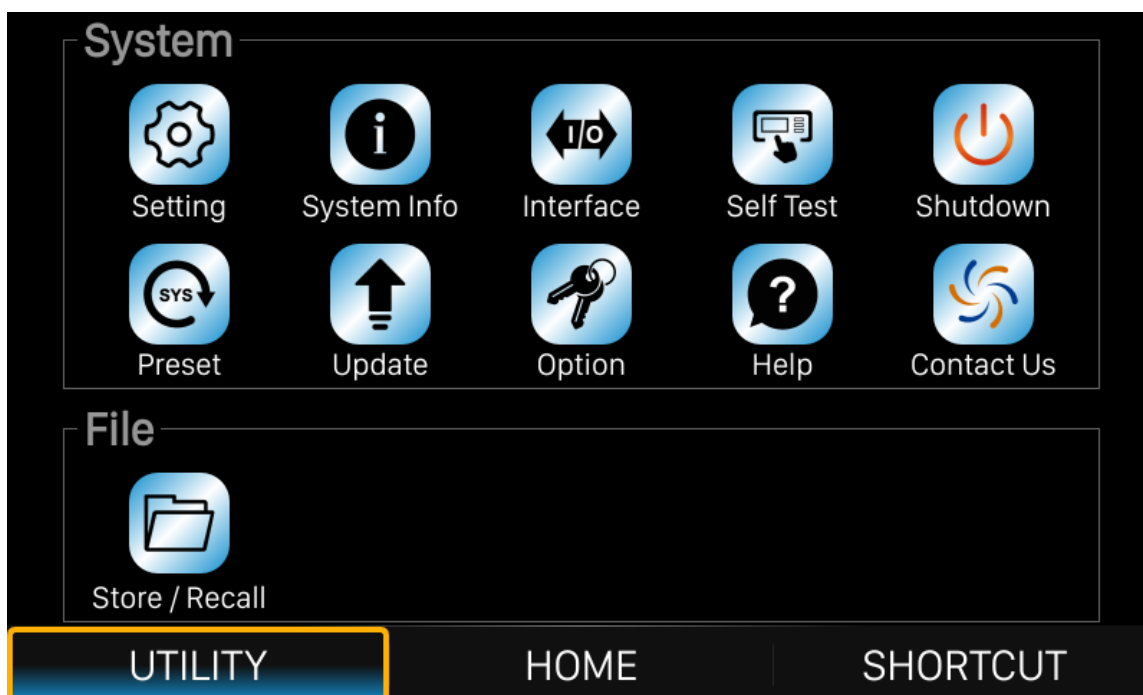 System
I/O
Setting
System Info
Interface
Self Test
Shutdown
SYS
?
Preset
Update
Option
Help
Contact Us
File
Store / Recall
UTILITY
HOME
SHORTCUT